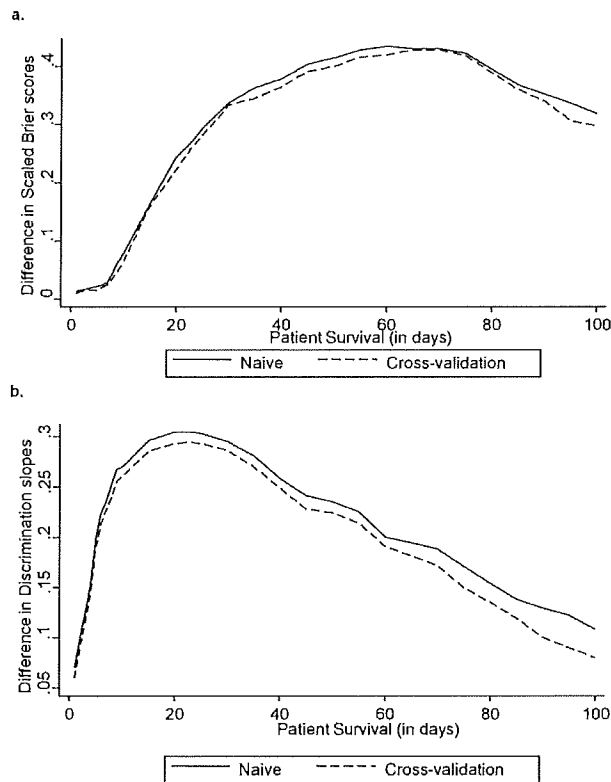 a.
Difference in Scaled Brier scores
.4
.3
.2
.1
0
0 20 40 60 80 100
Patient Survival (in days)
Naive Cross-validation
b.
Difference in Discrimination slopes
.3
.25
.2
.15
.1
.05
0 20 40 60 80 100
Patient Survival (in days)
Naive Cross-validation